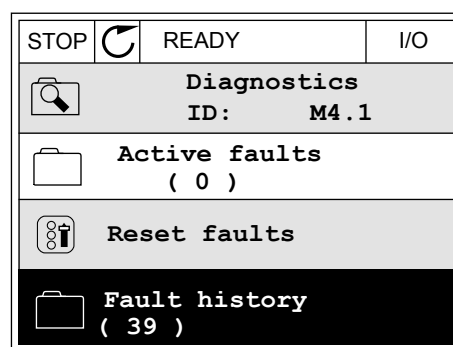 STOP READY I/O
Diagnostics
ID: M4.1
Active faults
( 0 )
Reset faults
Fault history
( 39 )